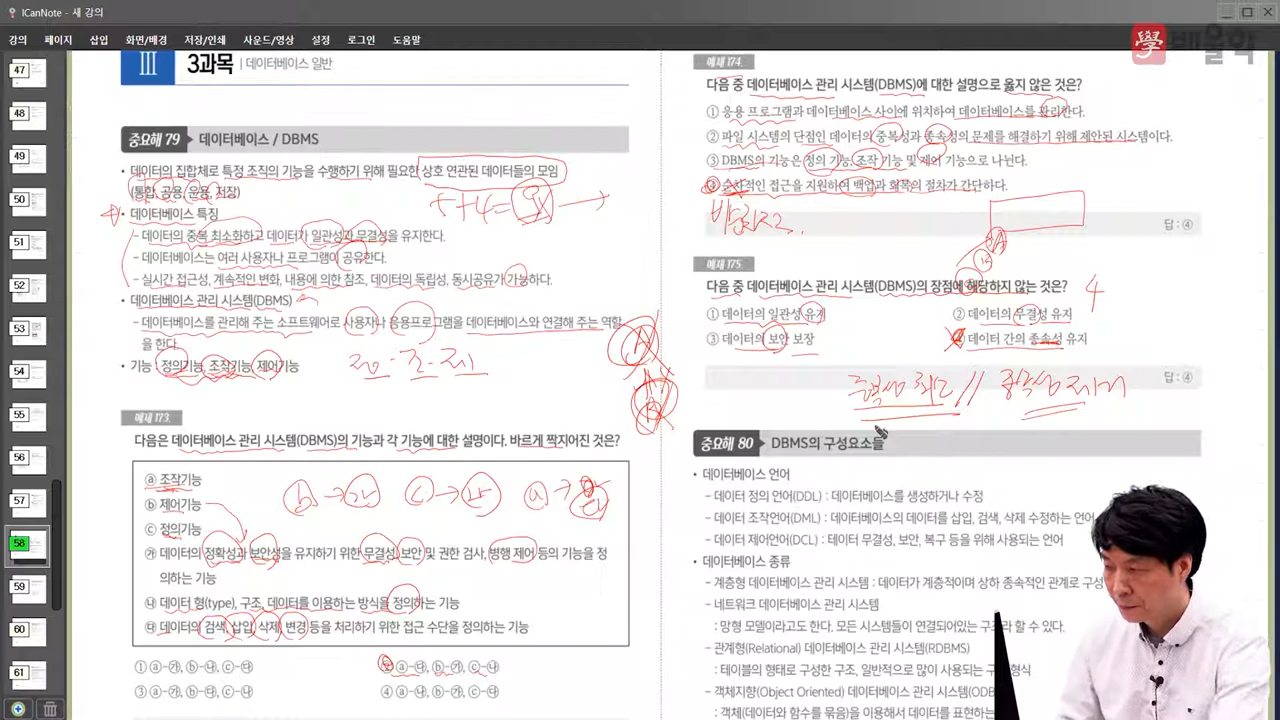 ICanNote - 새 강의
강의 페이지 삽입 화면/배경 저장/인쇄 사운드/영상 설정 로그인 도움말
學 배울학
47
48
49
50
51
52
53
54
55
56
57
58
59
60
61
III 3과목 | 데이터베이스 일반
중요해 79 데이터베이스 / DBMS
• 데이터의 집합체로 특정 조직의 기능을 수행하기 위해 필요한 상호 연관된 데이터들의 모임
(통합, 공용, 운용, 저장)
5+4=9
• 데이터베이스 특징
– 데이터의 중복 최소화하고 데이터가 일관성과 무결성을 유지한다.
– 데이터베이스는 여러 사용자나 프로그램이 공유한다.
– 실시간 접근성, 계속적인 변화, 내용에 의한 참조, 데이터의 독립성, 동시공유가 가능하다.
• 데이터베이스 관리 시스템(DBMS)
– 데이터베이스를 관리해 주는 소프트웨어로 사용자나 응용프로그램을 데이터베이스와 연결해 주는 역할
을 한다.
• 기능 : 정의기능, 조작기능, 제어기능
정-조-제
예제 173.
다음은 데이터베이스 관리 시스템(DBMS)의 기능과 각 기능에 대한 설명이다. 바르게 짝지어진 것은?
ⓐ 조작기능
ⓑ 제어기능
ⓒ 정의기능
㉮ 데이터의 정확성과 보안성을 유지하기 위한 무결성, 보안 및 권한 검사, 병행 제어 등의 기능을 정
의하는 기능
㉯ 데이터 형(type), 구조, 데이터를 이용하는 방식을 정의하는 기능
㉰ 데이터의 검색, 삽입, 삭제, 변경 등을 처리하기 위한 접근 수단을 정의하는 기능
① ⓐ-㉮, ⓑ-㉯, ⓒ-㉰
② ⓐ-㉰, ⓑ-㉮, ⓒ-㉯
③ ⓐ-㉯, ⓑ-㉰, ⓒ-㉮
④ ⓐ-㉮, ⓑ-㉰, ⓒ-㉯
예제 174.
다음 중 데이터베이스 관리 시스템(DBMS)에 대한 설명으로 옳지 않은 것은?
① 응용 프로그램과 데이터베이스 사이에 위치하여 데이터베이스를 관리한다.
② 파일 시스템의 단점인 데이터의 중복성과 종속성의 문제를 해결하기 위해 제안된 시스템이다.
③ DBMS의 기능은 정의 기능, 조작 기능 및 제어 기능으로 나뉜다.
④ 순차적인 접근을 지원하여 백업과 회복의 절차가 간단하다.
답 : ④
예제 175.
다음 중 데이터베이스 관리 시스템(DBMS)의 장점에 해당하지 않는 것은?
4
① 데이터의 일관성 유지
② 데이터의 무결성 유지
③ 데이터의 보안 보장
④ 데이터 간의 종속성 유지
답 : ④
중복성 최소 // 종속성 제거
중요해 80 DBMS의 구성요소들
• 데이터베이스 언어
– 데이터 정의 언어(DDL) : 데이터베이스를 생성하거나 수정
– 데이터 조작언어(DML) : 데이터베이스의 데이터를 삽입, 검색, 삭제 수정하는 언어
– 데이터 제어언어(DCL) : 테이터 무결성, 보안, 복구 등을 위해 사용되는 언어
• 데이터베이스 종류
– 계층형 데이터베이스 관리 시스템 : 데이터가 계층적이며 상하 종속적인 관계로 구성
– 네트워크 데이터베이스 관리 시스템
: 망형 모델이라고도 한다. 모든 시스템들이 연결되어있는 구조라 할 수 있다.
– 관계형(Relational) 데이터베이스 관리 시스템(RDBMS)
: 테이블의 형태로 구성한 구조, 일반적으로 많이 사용되는 구 형식
– 객체지향(Object Oriented) 데이터베이스 관리 시스템(ODB
: 객체(데이터와 함수를 묶음)을 이용해서 데이터를 표현하는